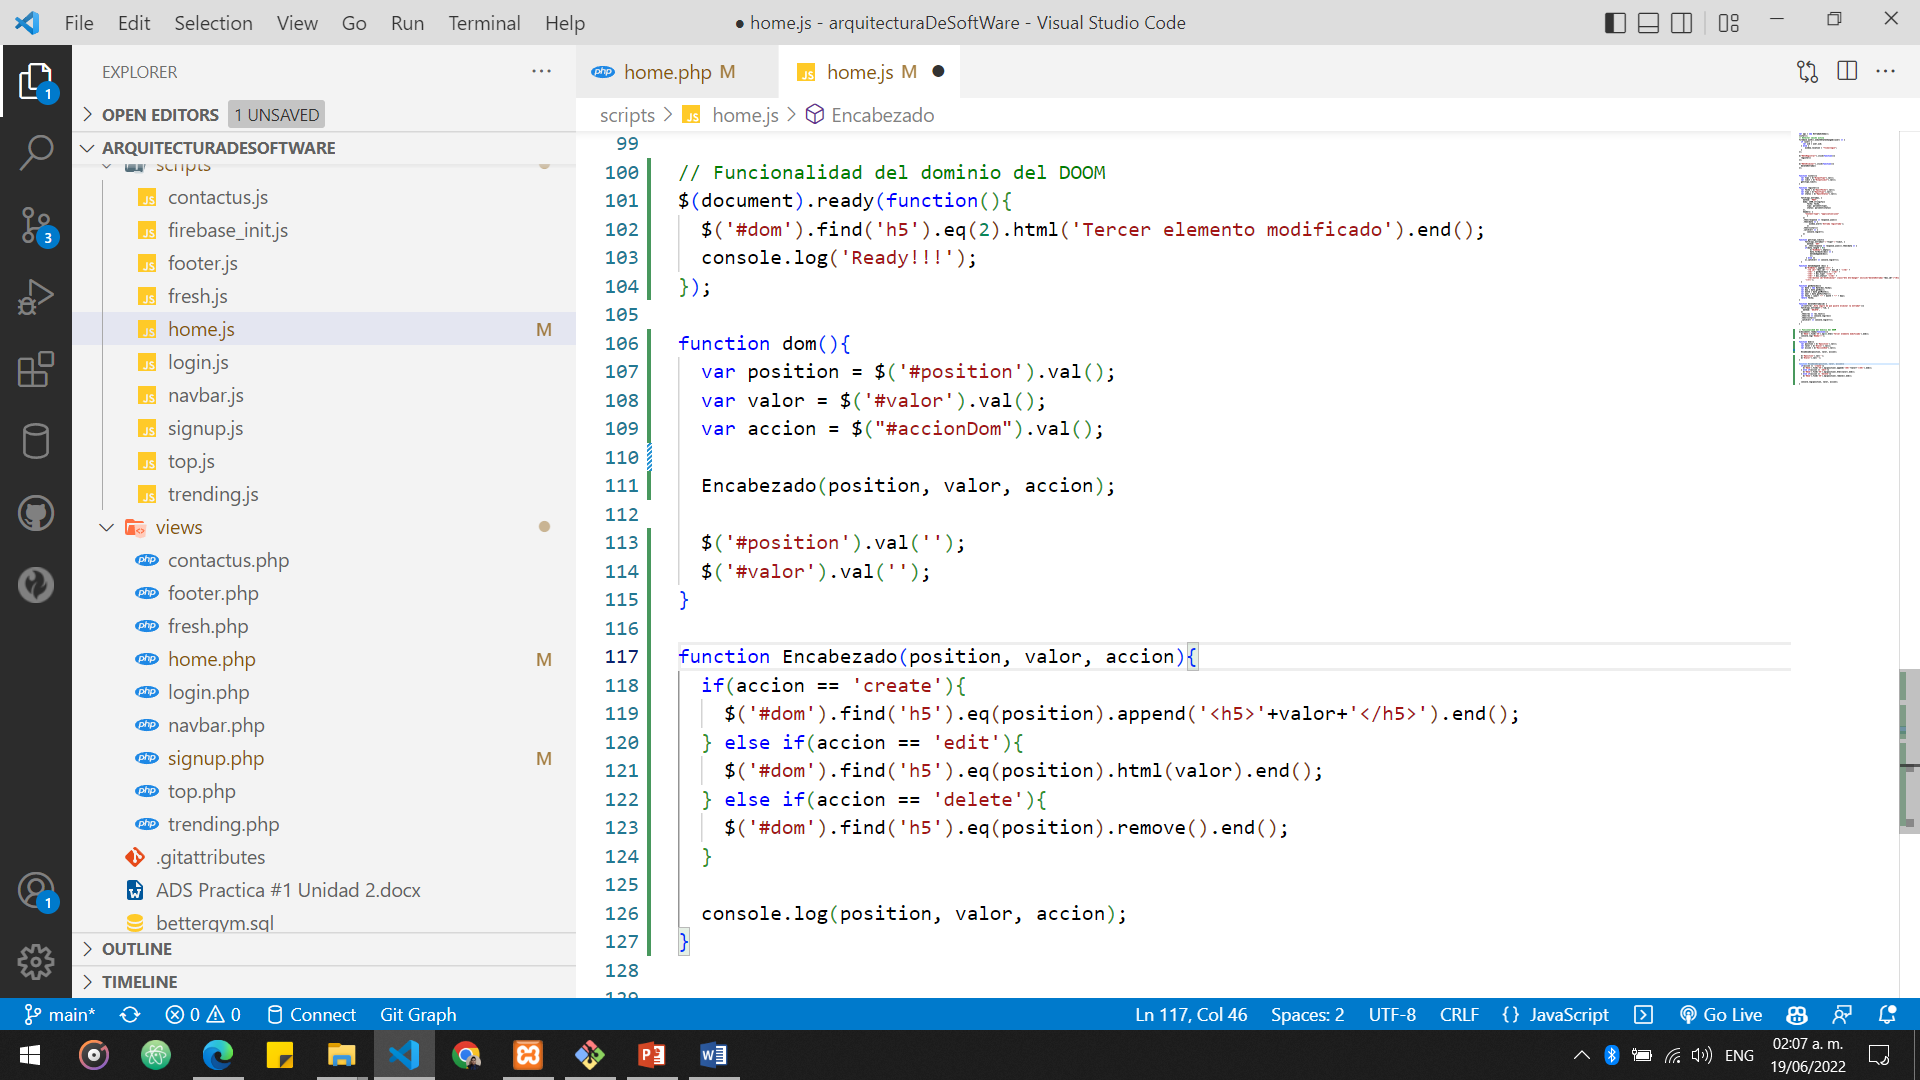 File Edit Selection View Go Run Terminal Help
● home.js - arquitecturaDeSoftWare - Visual Studio Code
EXPLORER
OPEN EDITORS 1 UNSAVED
ARQUITECTURADESOFTWARE
scripts
contactus.js
firebase_init.js
footer.js
fresh.js
home.js M
login.js
navbar.js
signup.js
top.js
trending.js
views
contactus.php
footer.php
fresh.php
home.php M
login.php
navbar.php
signup.php M
top.php
trending.php
.gitattributes
ADS Practica #1 Unidad 2.docx
bettergym.sql
OUTLINE
TIMELINE
1
3
1
php home.php M JS home.js M ●
scripts > JS home.js > Encabezado
99
100 // Funcionalidad del dominio del DOOM
101 $(document).ready(function(){
102 $('#dom').find('h5').eq(2).html('Tercer elemento modificado').end();
103 console.log('Ready!!!');
104 });
105
106 function dom(){
107 var position = $('#position').val();
108 var valor = $('#valor').val();
109 var accion = $("#accionDom").val();
110
111 Encabezado(position, valor, accion);
112
113 $('#position').val('');
114 $('#valor').val('');
115 }
116
117 function Encabezado(position, valor, accion){
118 if(accion == 'create'){
119 $('#dom').find('h5').eq(position).append('<h5>'+valor+'</h5>').end();
120 } else if(accion == 'edit'){
121 $('#dom').find('h5').eq(position).html(valor).end();
122 } else if(accion == 'delete'){
123 $('#dom').find('h5').eq(position).remove().end();
124 }
125
126 console.log(position, valor, accion);
127 }
128
129
main* 0 0 Connect Git Graph Ln 117, Col 46 Spaces: 2 UTF-8 CRLF {} JavaScript Go Live
ENG 02:07 a. m.
19/06/2022